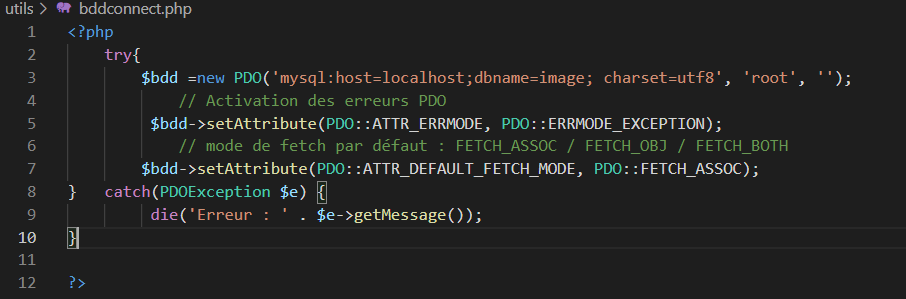 utils > bddconnect.php
1 <?php
2 try{
3 $bdd =new PDO('mysql:host=localhost;dbname=image; charset=utf8', 'root', '');
4 // Activation des erreurs PDO
5 $bdd->setAttribute(PDO::ATTR_ERRMODE, PDO::ERRMODE_EXCEPTION);
6 // mode de fetch par défaut : FETCH_ASSOC / FETCH_OBJ / FETCH_BOTH
7 $bdd->setAttribute(PDO::ATTR_DEFAULT_FETCH_MODE, PDO::FETCH_ASSOC);
8 } catch(PDOException $e) {
9 die('Erreur : ' . $e->getMessage());
10 }
11
12 ?>